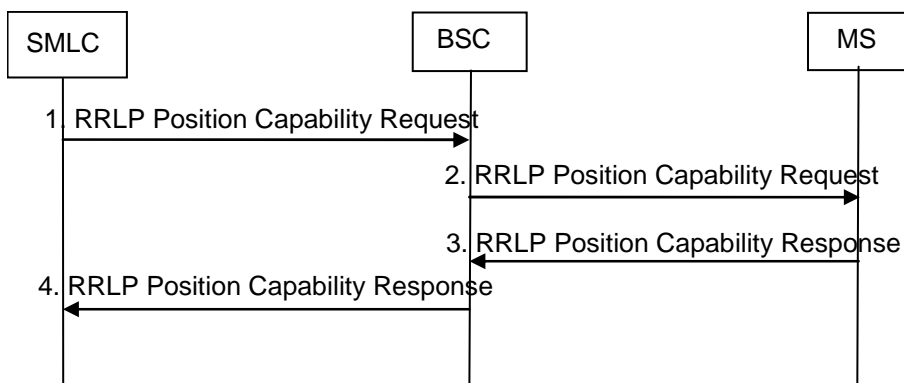 SMLC
BSC
MS
1. RRLP Position Capability Request
2. RRLP Position Capability Request
3. RRLP Position Capability Response
4. RRLP Position Capability Response